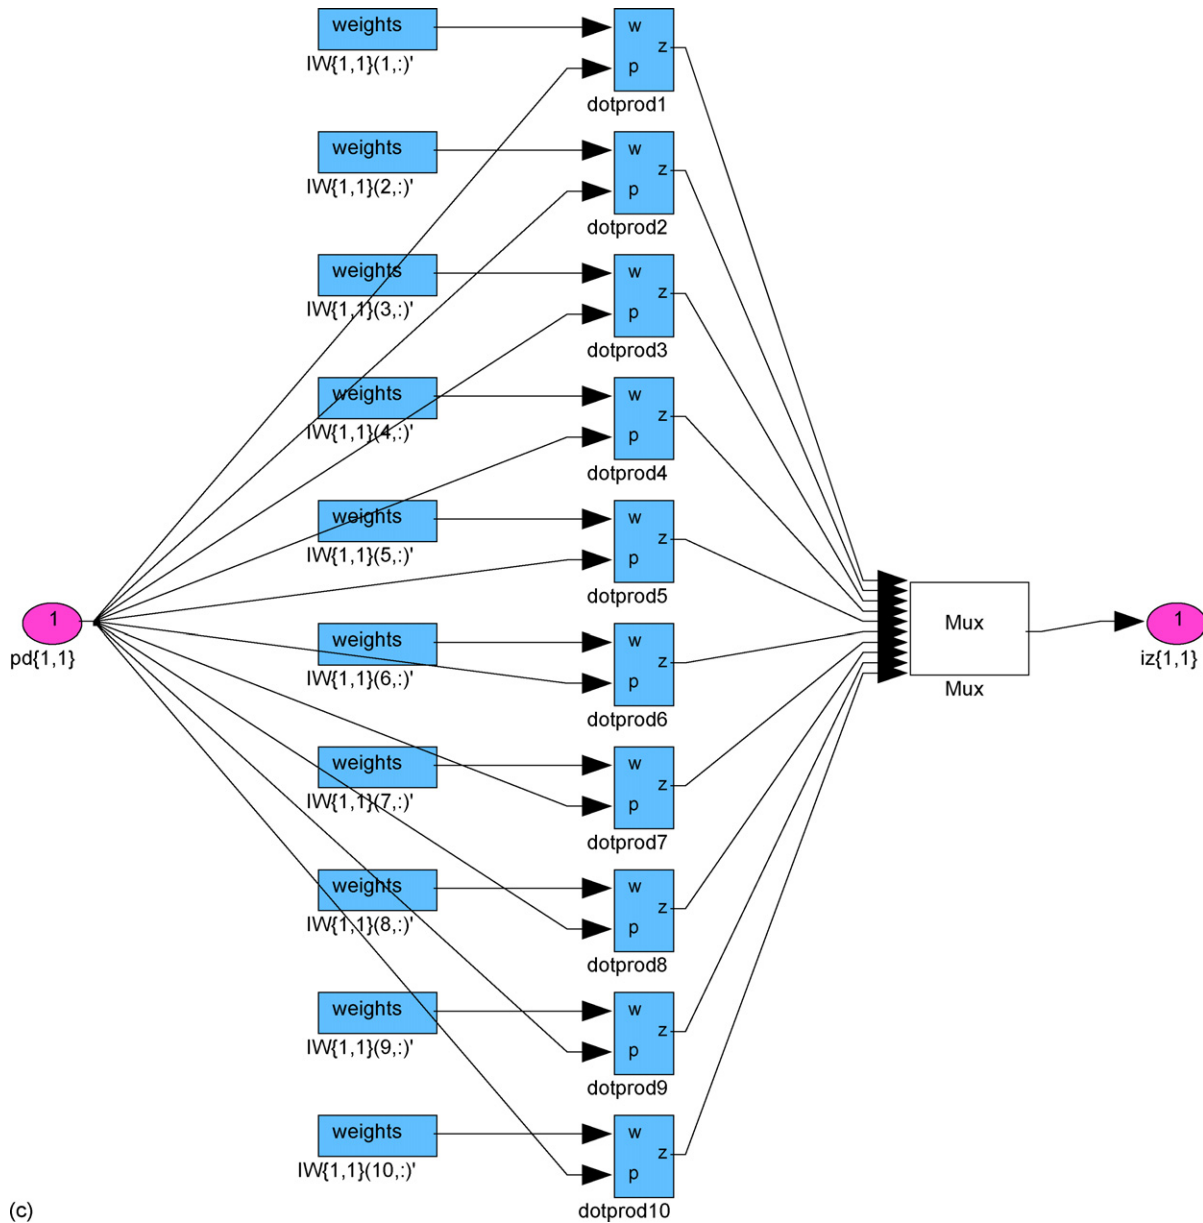 weights
IW{1,1}(1,:)'
w
z
p
dotprod1
weights
IW{1,1}(2,:)'
w
z
p
dotprod2
weights
IW{1,1}(3,:)'
w
z
p
dotprod3
weights
IW{1,1}(4,:)'
w
z
p
dotprod4
weights
IW{1,1}(5,:)'
w
z
p
dotprod5
1
pd{1,1}
weights
IW{1,1}(6,:)'
w
z
p
dotprod6
Mux
Mux
1
iz{1,1}
weights
IW{1,1}(7,:)'
w
z
p
dotprod7
weights
IW{1,1}(8,:)'
w
z
p
dotprod8
weights
IW{1,1}(9,:)'
w
z
p
dotprod9
weights
IW{1,1}(10,:)'
w
z
p
dotprod10
(c)